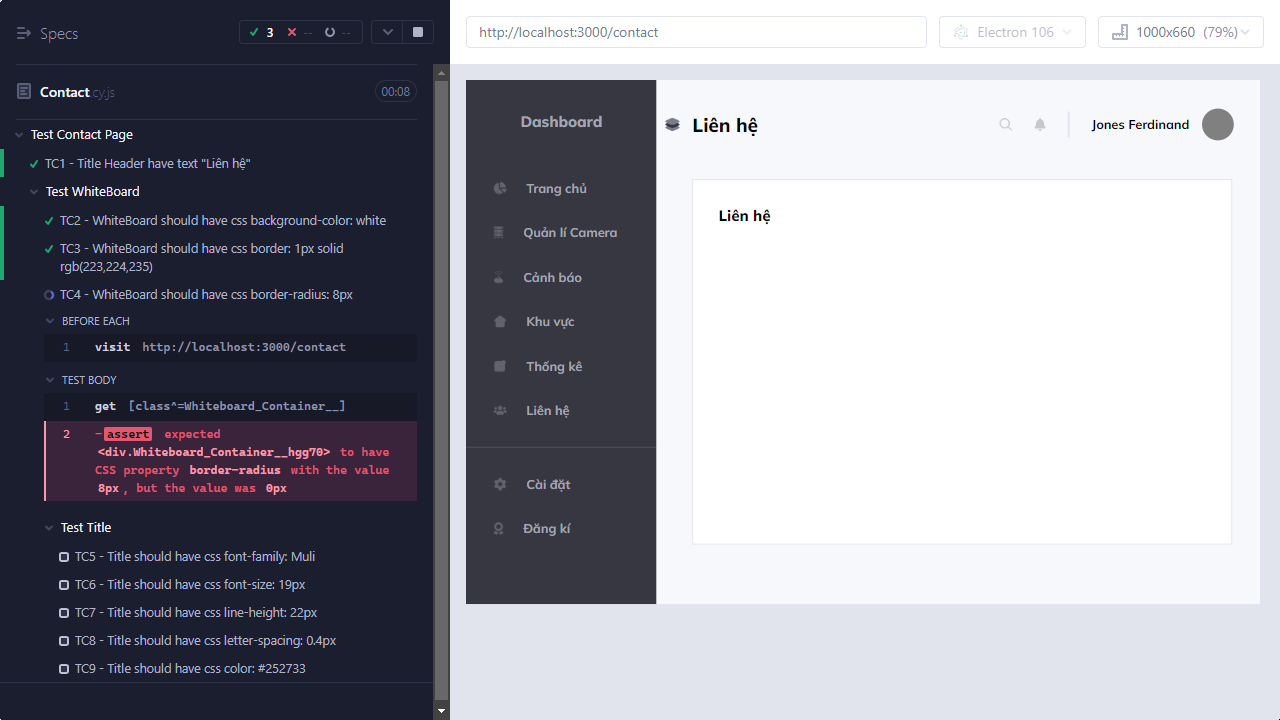 Specs
3
--
--
http://localhost:3000/contact
Electron 106
1000x660 (79%)
Contact.cy.js
00:08
Test Contact Page
TC1 - Title Header have text "Liên hệ"
Test WhiteBoard
TC2 - WhiteBoard should have css background-color: white
TC3 - WhiteBoard should have css border: 1px solid
rgb(223,224,235)
TC4 - WhiteBoard should have css border-radius: 8px
BEFORE EACH
1 visit http://localhost:3000/contact
TEST BODY
1 get [class^=Whiteboard_Container__]
2 -assert expected
<div.Whiteboard_Container__hgg70> to have
CSS property border-radius with the value
8px, but the value was 0px
Test Title
TC5 - Title should have css font-family: Muli
TC6 - Title should have css font-size: 19px
TC7 - Title should have css line-height: 22px
TC8 - Title should have css letter-spacing: 0.4px
TC9 - Title should have css color: #252733
Dashboard
Trang chủ
Quản lí Camera
Cảnh báo
Khu vực
Thống kê
Liên hệ
Cài đặt
Đăng kí
Liên hệ
Jones Ferdinand
Liên hệ